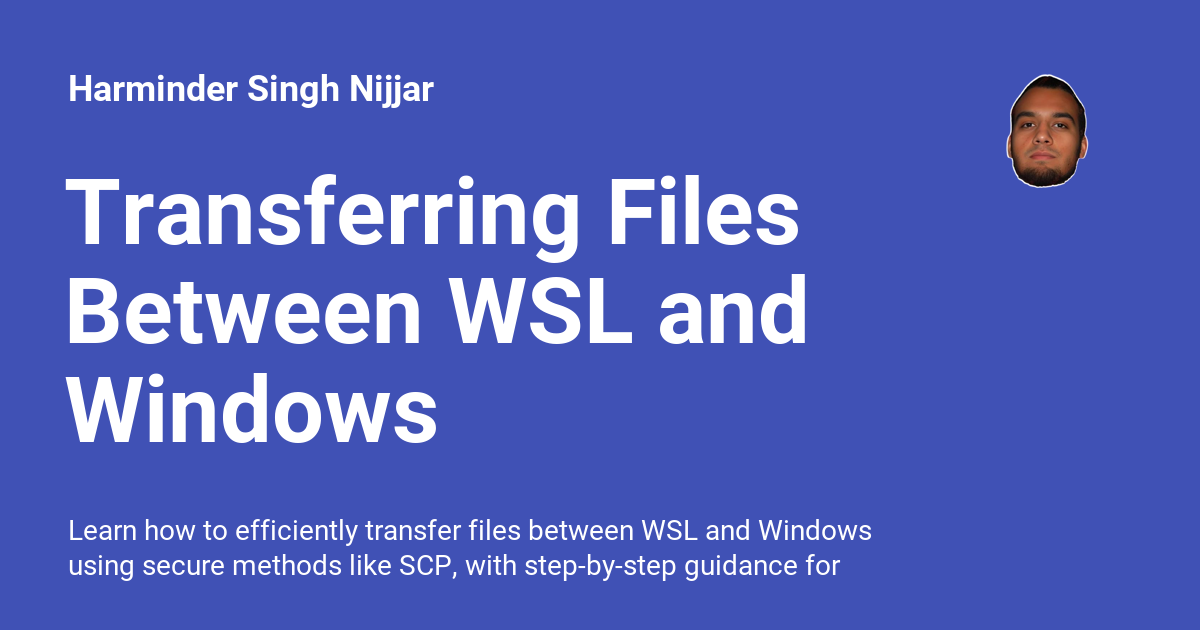 Harminder Singh Nijjar
Transferring Files
Between WSL and
Windows
Learn how to efficiently transfer files between WSL and Windows
using secure methods like SCP, with step-by-step guidance for